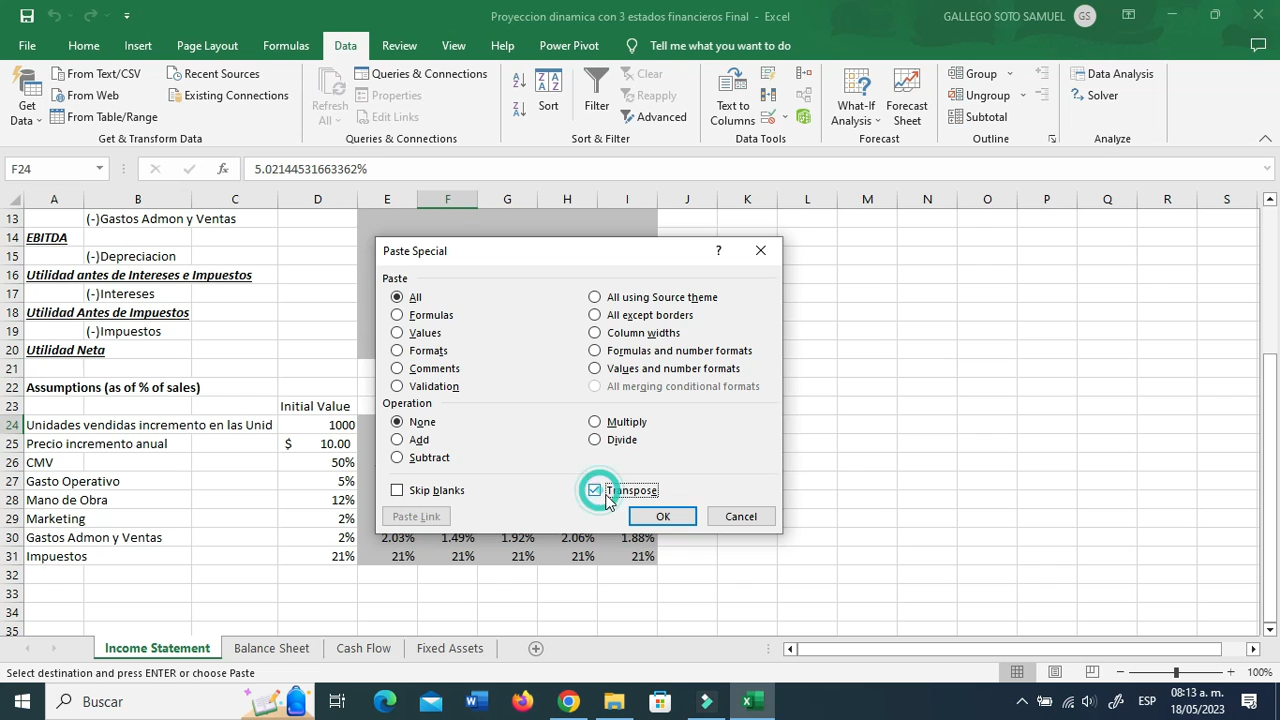 Proyeccion dinamica con 3 estados financieros Final - Excel
GALLEGO SOTO SAMUEL
GS
File
Home
Insert
Page Layout
Formulas
Data
Review
View
Help
Power Pivot
Tell me what you want to do
Get
Data
From Text/CSV
From Web
From Table/Range
Recent Sources
Existing Connections
Get & Transform Data
Refresh
All
Queries & Connections
Properties
Edit Links
Queries & Connections
Sort
Filter
Clear
Reapply
Advanced
Sort & Filter
Text to
Columns
Data Tools
What-If
Analysis
Forecast
Sheet
Forecast
Group
Ungroup
Subtotal
Outline
Data Analysis
Solver
Analyze
F24
fx
5.02144531663362%
A B C D E F G H I J K L M N O P Q R S
13 (-)Gastos Admon y Ventas
14 EBITDA
15 (-)Depreciacion
16 Utilidad antes de Intereses e Impuestos
17 (-)Intereses
18 Utilidad Antes de Impuestos
19 (-)Impuestos
20 Utilidad Neta
21
22 Assumptions (as of % of sales)
23 Initial Value
24 Unidades vendidas incremento en las Unid 1000
25 Precio incremento anual $ 10.00
26 CMV 50%
27 Gasto Operativo 5%
28 Mano de Obra 12%
29 Marketing 2%
30 Gastos Admon y Ventas 2% 2.03% 1.49% 1.92% 2.06% 1.88%
31 Impuestos 21% 21% 21% 21% 21% 21%
32
33
34
35
Paste Special
?
Paste
All
Formulas
Values
Formats
Comments
Validation
All using Source theme
All except borders
Column widths
Formulas and number formats
Values and number formats
All merging conditional formats
Operation
None
Add
Subtract
Multiply
Divide
Skip blanks
Transpose
Paste Link
OK
Cancel
Income Statement
Balance Sheet
Cash Flow
Fixed Assets
Select destination and press ENTER or choose Paste
100%
Buscar
ESP
08:13 a. m.
18/05/2023